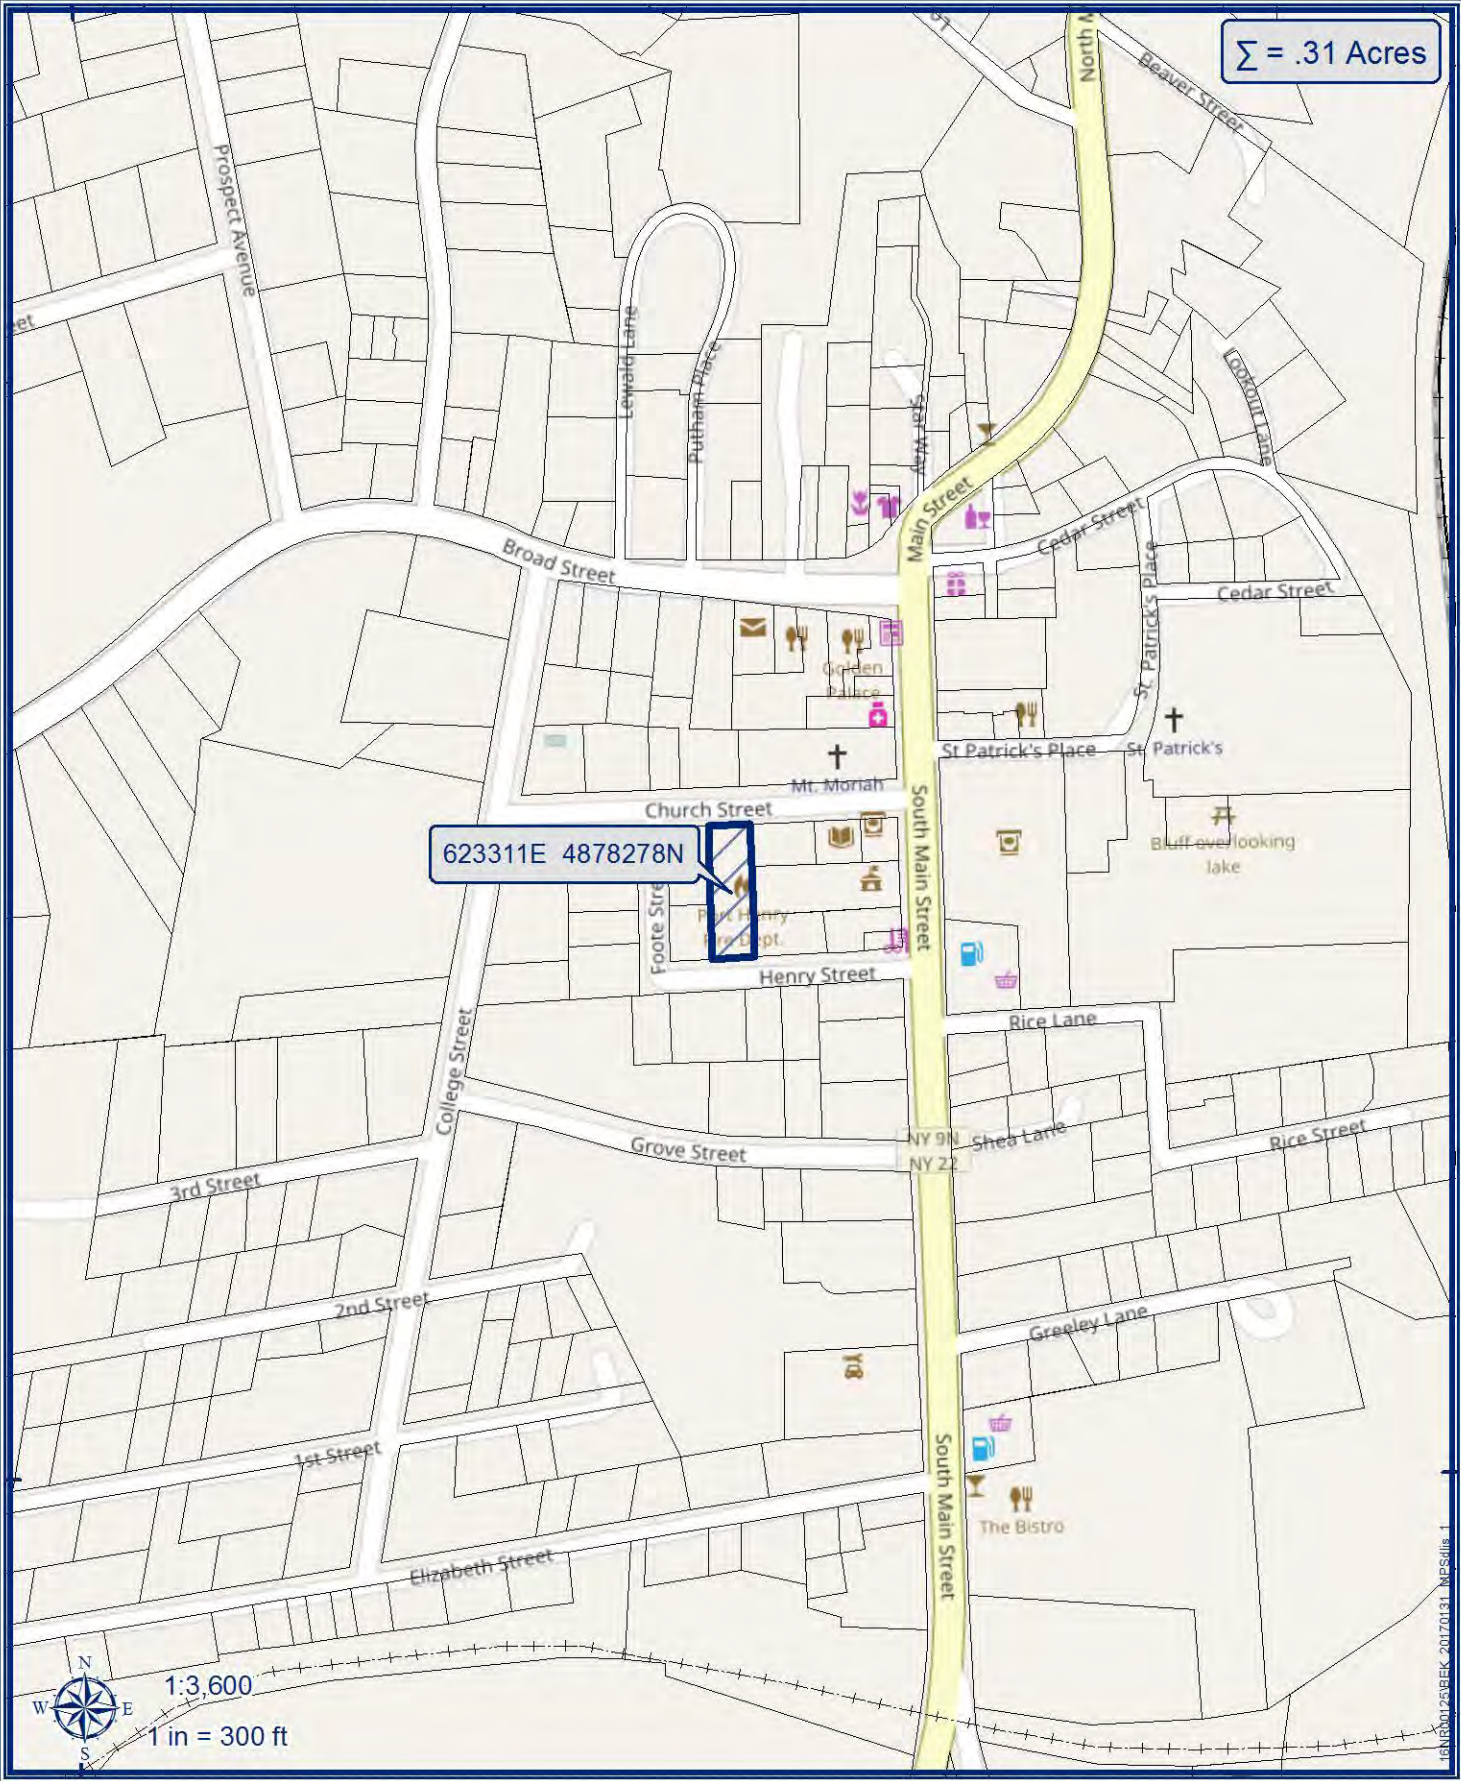 North
Beaver Street
∑ = .31 Acres
Prospect Avenue
eet
Lewald Lane
Putnam Place
Star Way
Lookout Lane
Main Street
Cedar Street
Broad Street
Cedar Street
St. Patrick's Place
Golden
Palace
St Patrick's Place
St. Patrick's
Mt. Moriah
Church Street
South Main Street
623311E 4878278N
Bluff overlooking
lake
Port Henry
Fire Dept.
Foote Stre
Henry Street
Rice Lane
College Street
Grove Street
NY 9N
NY 22
Shea Lane
Rice Street
3rd Street
2nd Street
Greeley Lane
1st Street
South Main Street
The Bistro
Elizabeth Street
N
W
E
S
1:3,600
1 in = 300 ft